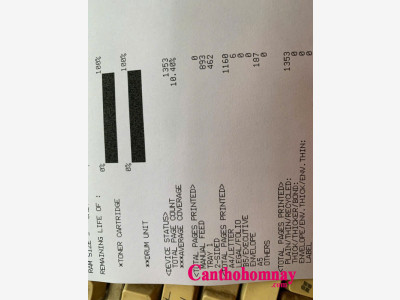 RAM SIZE
REMAINING LIFE OF :
*TONER CARTRIDGE 0% 100%
**DRUM UNIT 0% 100%
<DEVICE STATUS>
TOTAL PAGE COUNT 1353
***AVERAGE COVERAGE 10.40%
<TOTAL PAGES PRINTED>
MANUAL FEED 0
TRAY 1 893
2-SIDED 462
<TOTAL PAGES PRINTED>
A4/LETTER 1160
LEGAL/FOLIO 6
B5/EXECUTIVE 0
ENVELOPE 0
A5 187
OTHERS 0
<TOTAL PAGES PRINTED>
PLAIN/THIN/RECYCLED: 1353
THICK/THICKER/BOND: 0
ENVELOPE/ENV.THICK/ENV.THIN: 0
LABEL 0
Canthohomnay